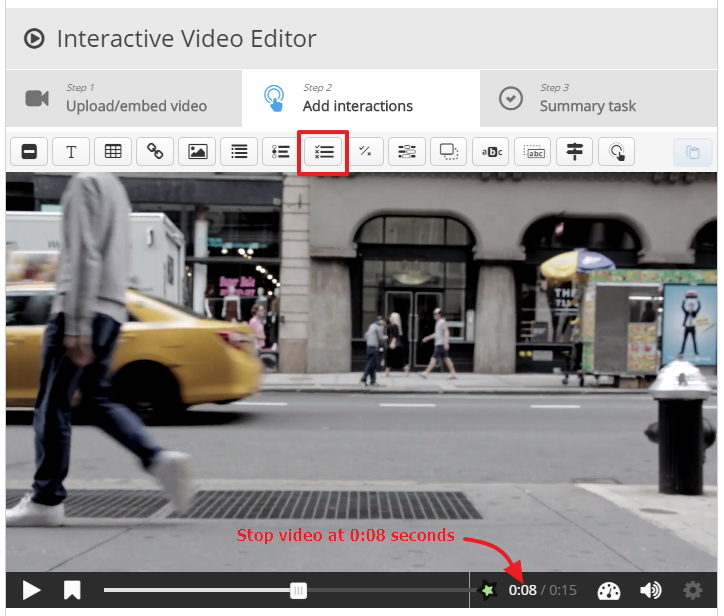 Interactive Video Editor
Step 1
Upload/embed video
Step 2
Add interactions
Step 3
Summary task
T
abc
abc
THE
Stop video at 0:08 seconds
0:08 / 0:15